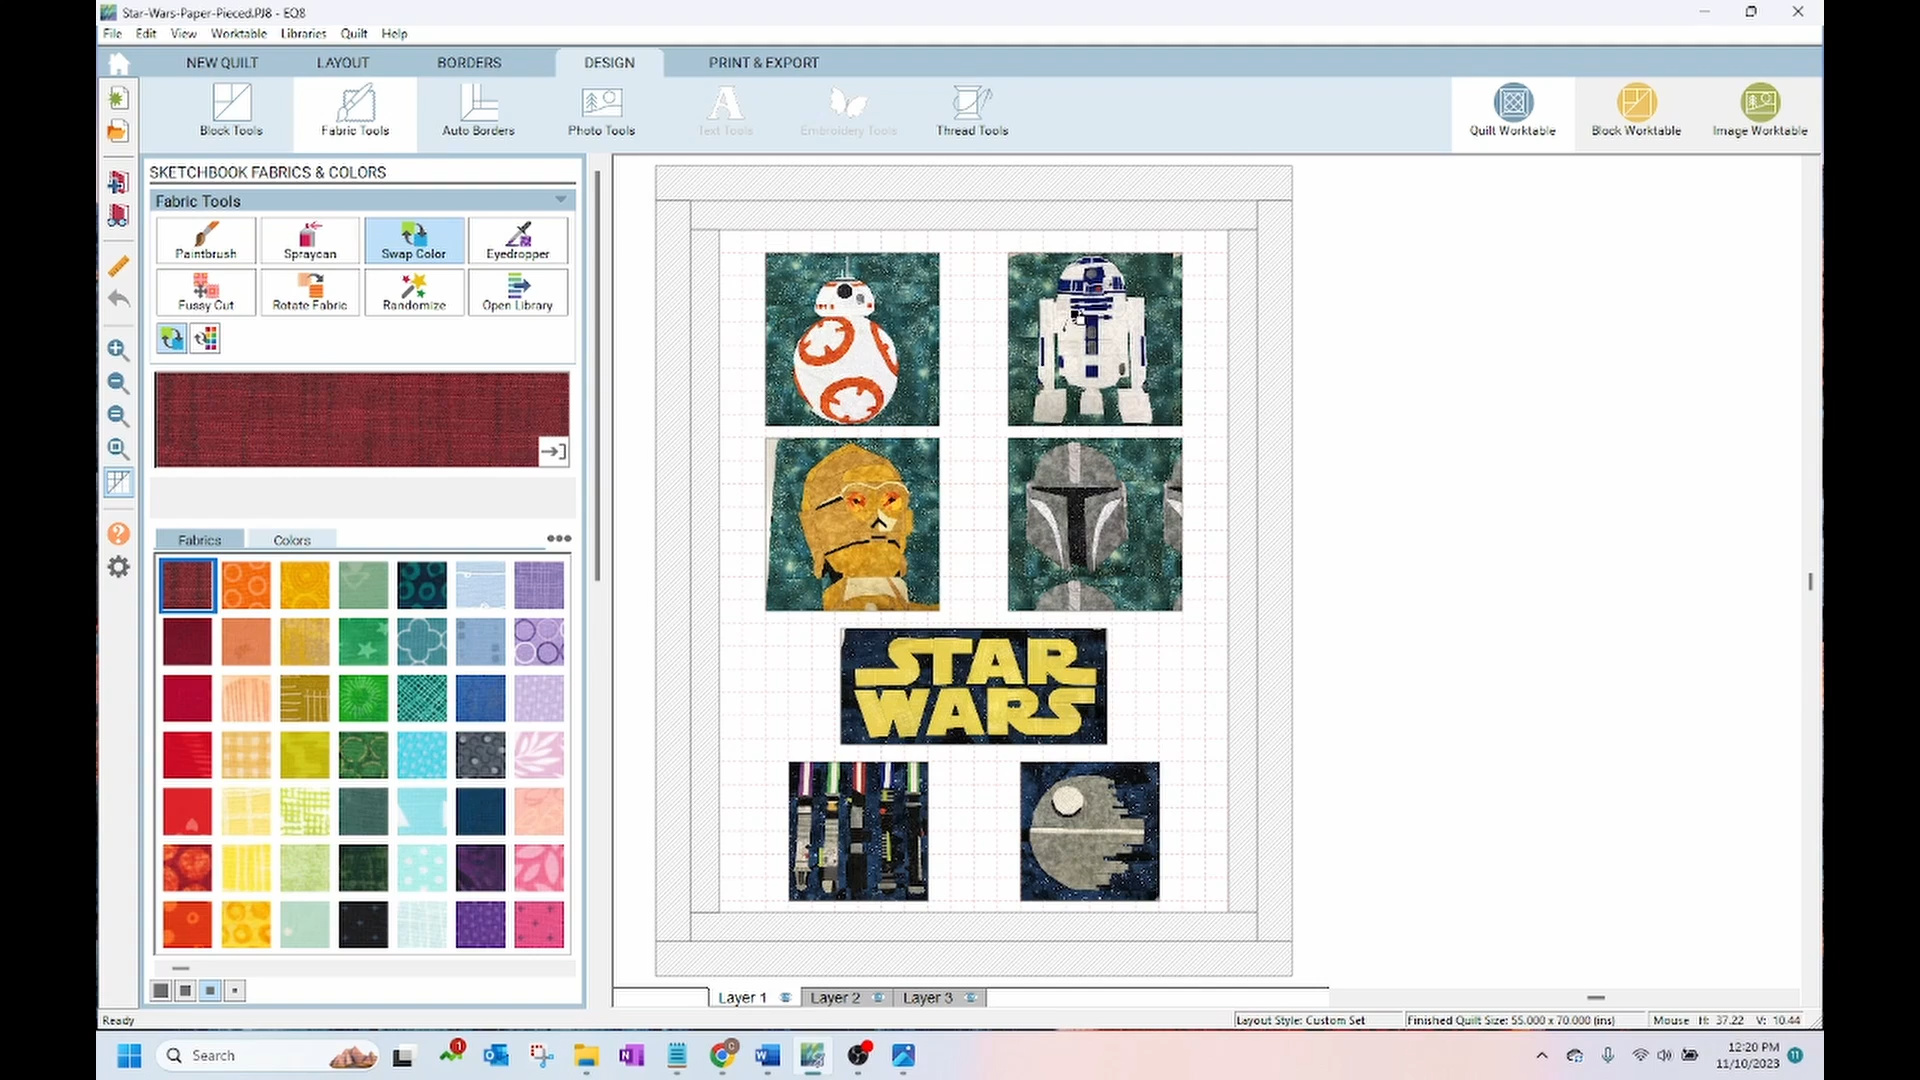 Star-Wars-Paper-Pieced.PJ8 - EQ8
File Edit View Worktable Libraries Quilt Help
NEW QUILT LAYOUT BORDERS DESIGN PRINT & EXPORT
Block Tools Fabric Tools Auto Borders Photo Tools Text Tools Embroidery Tools Thread Tools Quilt Worktable Block Worktable Image Worktable
SKETCHBOOK FABRICS & COLORS
Fabric Tools
Paintbrush Spraycan Swap Color Eyedropper
Fussy Cut Rotate Fabric Randomize Open Library
Fabrics Colors
STAR
WARS
Layer 1 Layer 2 Layer 3
Ready Layout Style: Custom Set Finished Quilt Size: 55.000 x 70.000 (ins) Mouse H: 37.22 V: 10.44
Search 1 C 12:20 PM 11
11/10/2023